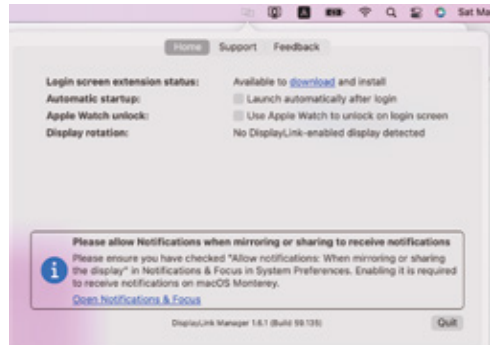 Sat Ma
Home Support Feedback
Login screen extension status: Available to download and install
Automatic startup: Launch automatically after login
Apple Watch unlock: Use Apple Watch to unlock on login screen
Display rotation: No DisplayLink-enabled display detected
Please allow Notifications when mirroring or sharing to receive notifications
Please ensure you have checked "Allow notifications: When mirroring or sharing
the display" in Notifications & Focus in System Preferences. Enabling it is required
to receive notifications on macOS Monterey.
Open Notifications & Focus
DisplayLink Manager 1.6.1 (Build 59.135)
Quit